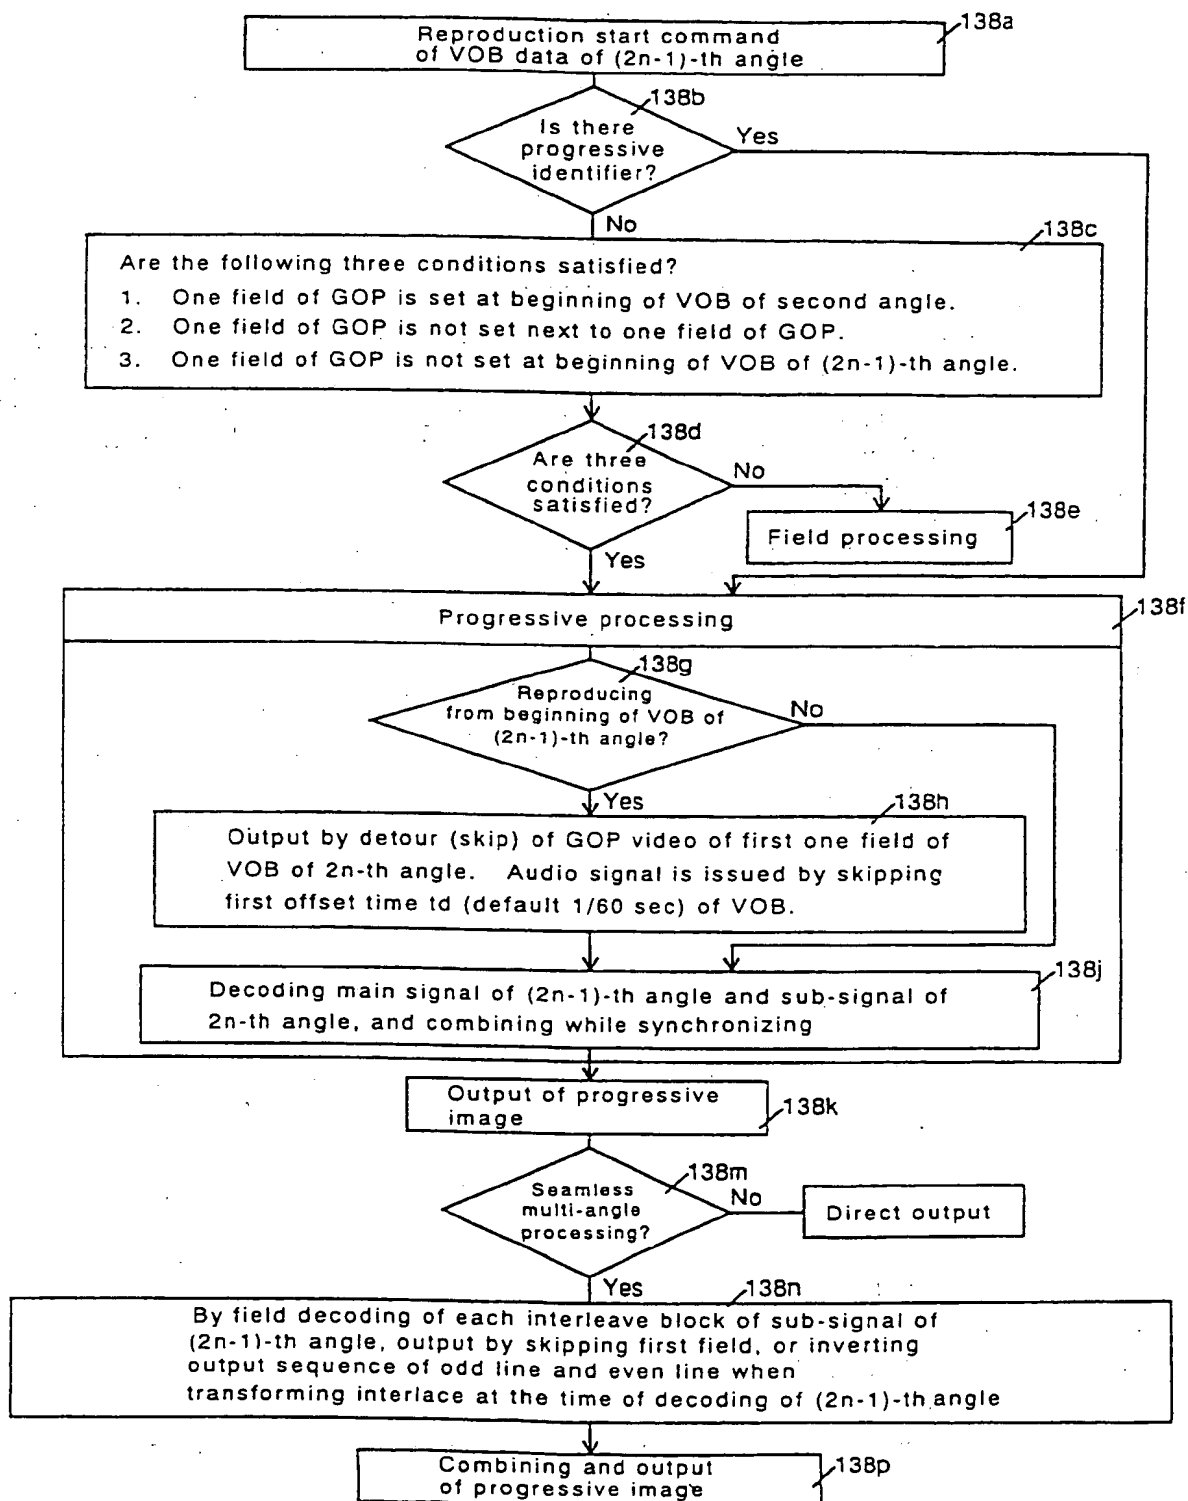 138a
Reproduction start command
of VOB data of (2n-1)-th angle
138b
Is there
progressive
identifier?
Yes
No
138c
Are the following three conditions satisfied?
1. One field of GOP is set at beginning of VOB of second angle.
2. One field of GOP is not set next to one field of GOP.
3. One field of GOP is not set at beginning of VOB of (2n-1)-th angle.
138d
Are three
conditions
satisfied?
No
138e
Field processing
Yes
Progressive processing
138f
138g
Reproducing
from beginning of VOB of
(2n-1)-th angle?
No
Yes
138h
Output by detour (skip) of GOP video of first one field of
VOB of 2n-th angle. Audio signal is issued by skipping
first offset time td (default 1/60 sec) of VOB.
138j
Decoding main signal of (2n-1)-th angle and sub-signal of
2n-th angle, and combining while synchronizing
Output of progressive
image
138k
138m
Seamless
multi-angle
processing?
No
Direct output
Yes
138n
By field decoding of each interleave block of sub-signal of
(2n-1)-th angle, output by skipping first field, or inverting
output sequence of odd line and even line when
transforming interlace at the time of decoding of (2n-1)-th angle
Combining and output
of progressive image
138p